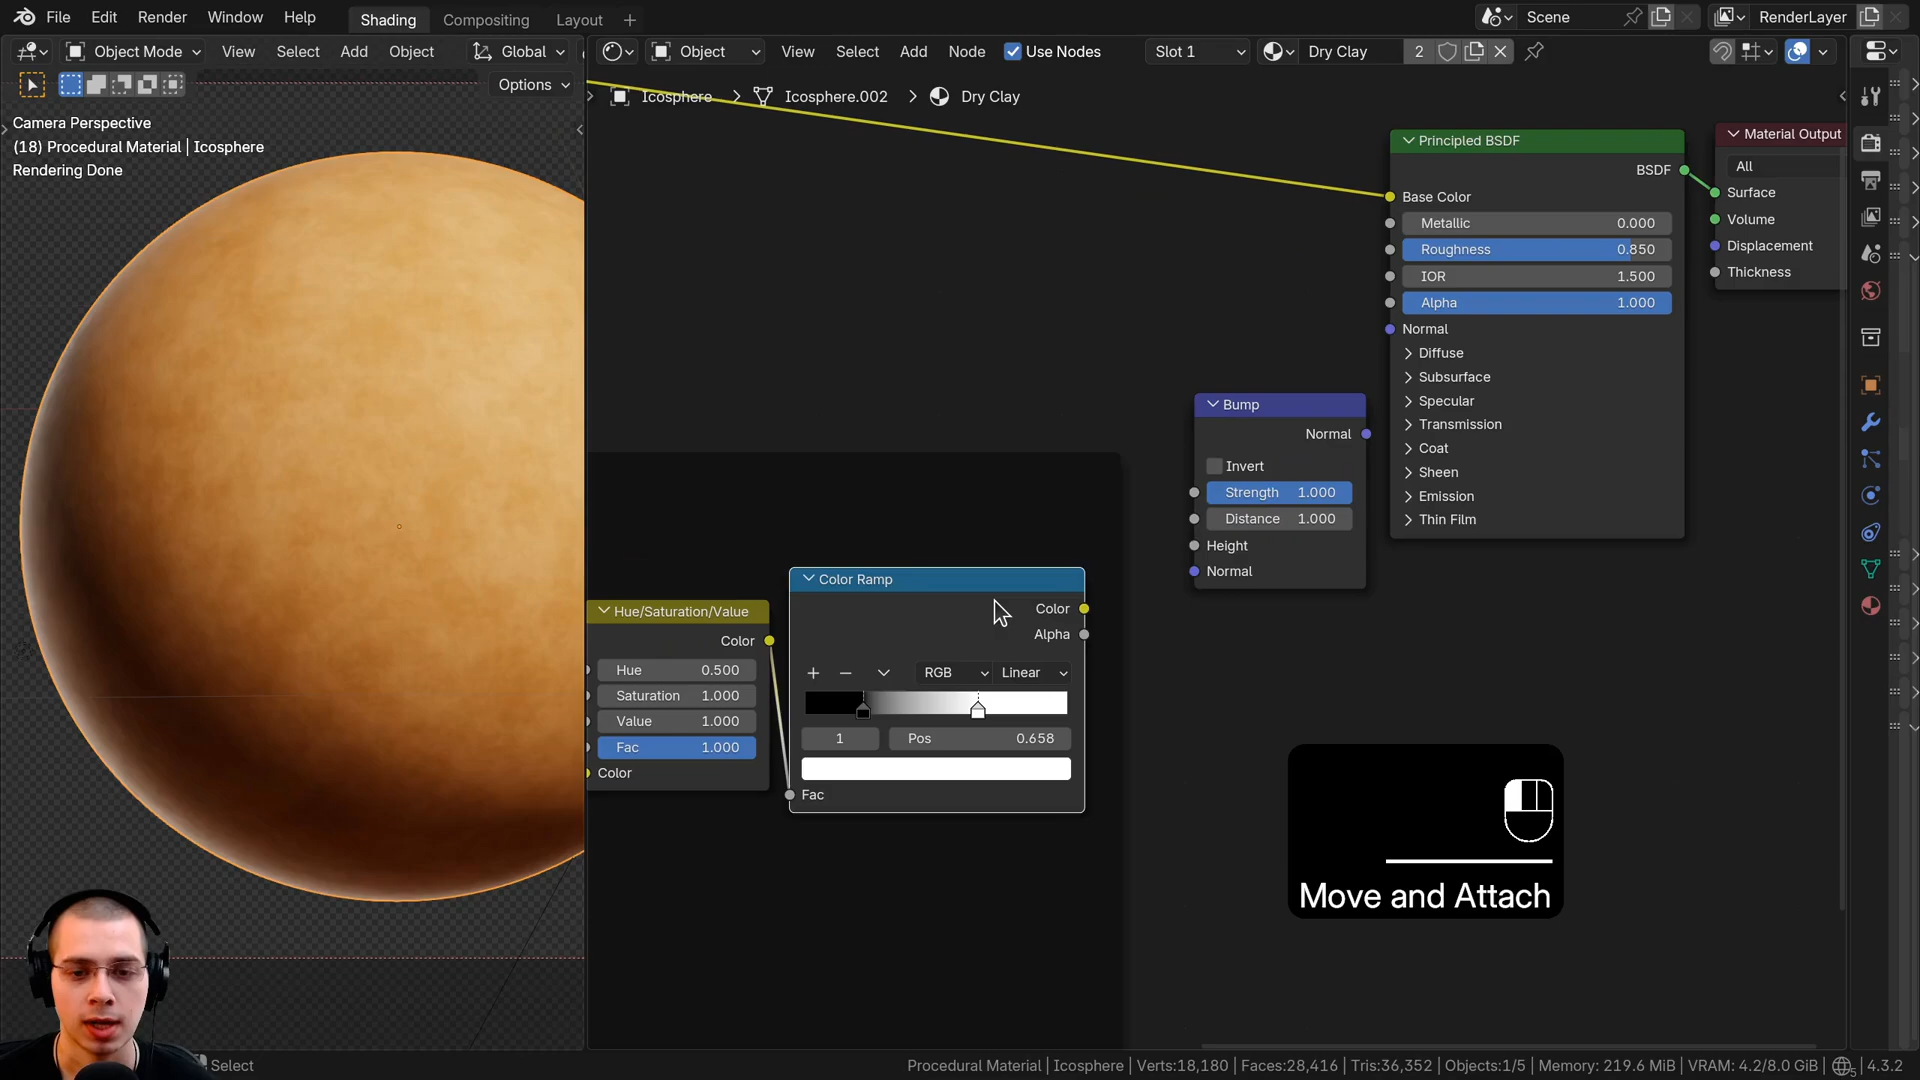 File Edit Render Window Help Shading Compositing Layout + Scene RenderLayer
Object Mode View Select Add Object Global Object View Select Add Node Use Nodes Slot 1 Dry Clay 2
Options
Icosphere > Icosphere.002 > Dry Clay
Camera Perspective
(18) Procedural Material | Icosphere
Rendering Done
Principled BSDF
BSDF
Base Color
Metallic 0.000
Roughness 0.850
IOR 1.500
Alpha 1.000
Normal
Diffuse
Subsurface
Specular
Transmission
Coat
Sheen
Emission
Thin Film
Material Output
All
Surface
Volume
Displacement
Thickness
Bump
Normal
Invert
Strength 1.000
Distance 1.000
Height
Normal
Hue/Saturation/Value
Color
Hue 0.500
Saturation 1.000
Value 1.000
Fac 1.000
Color
Color Ramp
Color
Alpha
RGB Linear
1 Pos 0.658
Fac
Move and Attach
Select
Procedural Material | Icosphere | Verts:18,180 | Faces:28,416 | Tris:36,352 | Objects:1/5 | Memory: 219.6 MiB | VRAM: 4.2/8.0 GiB | 5 4.3.2